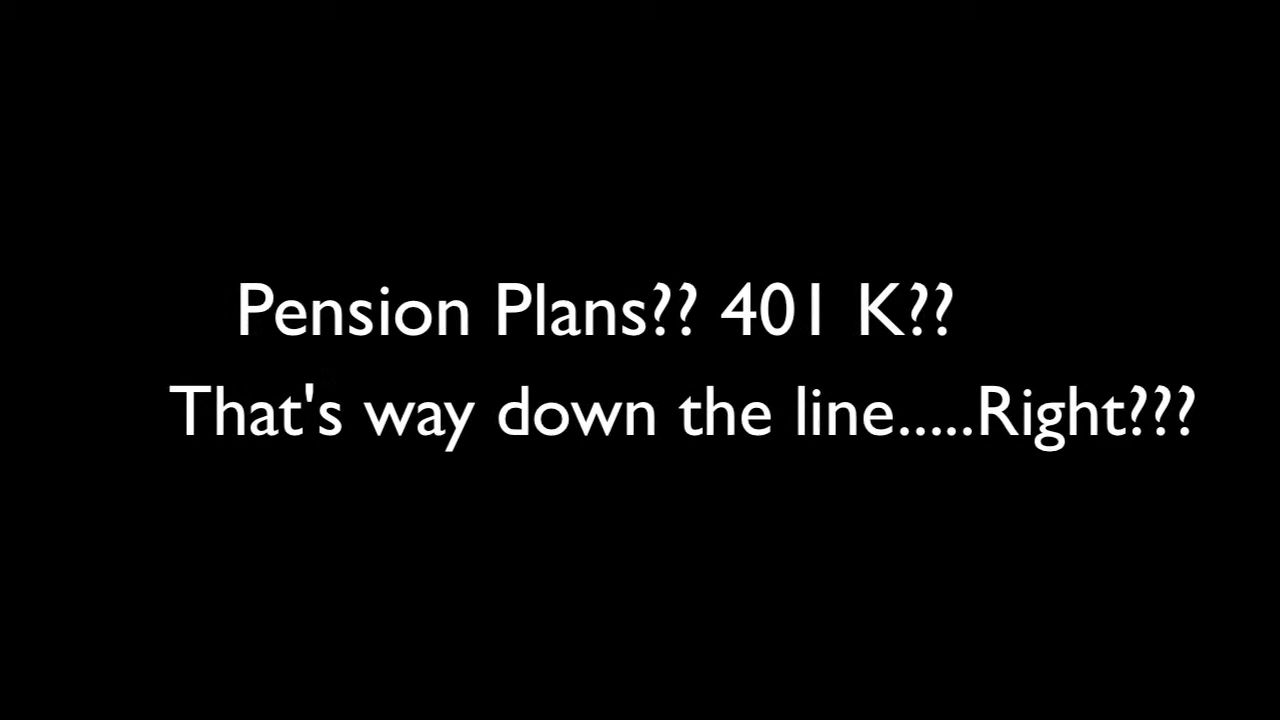 Pension Plans?? 401 K??
That's way down the line.....Right???